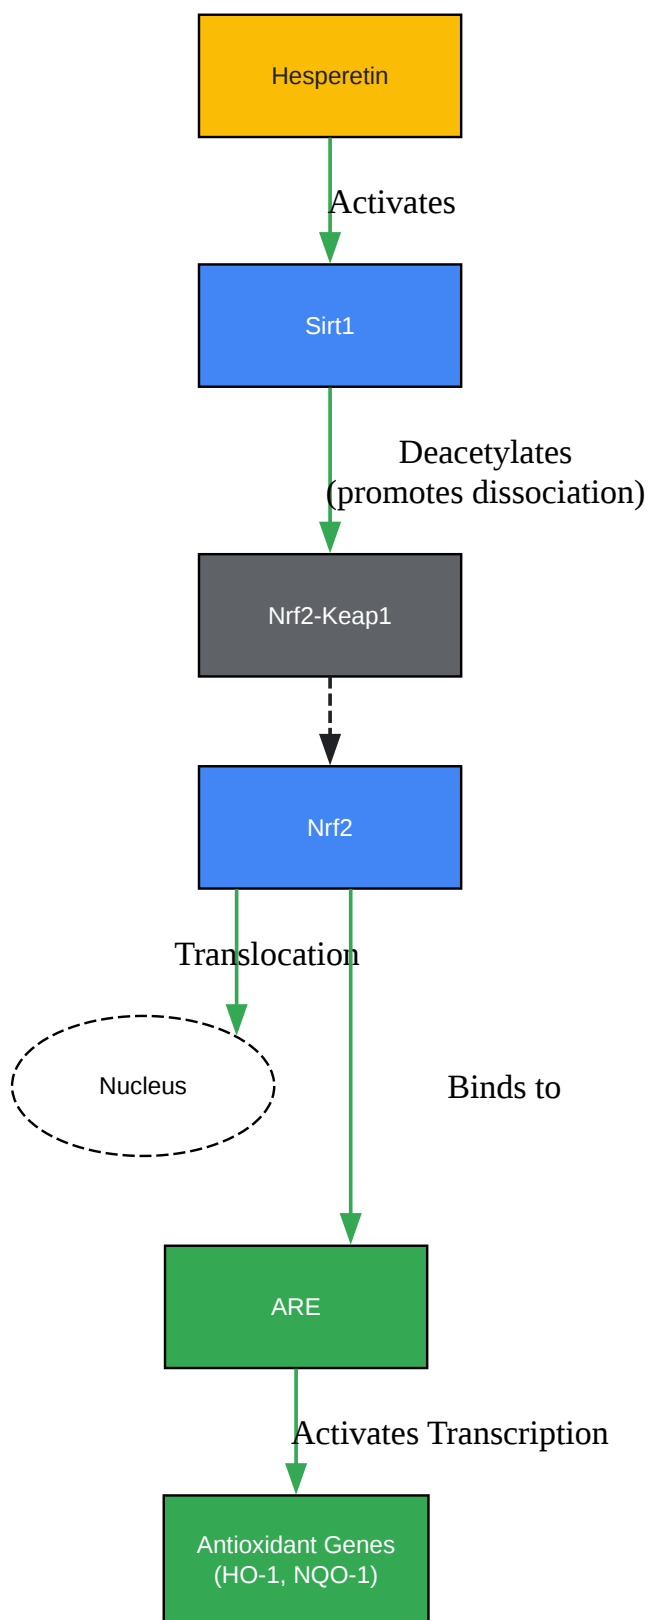 Hesperetin
Activates
Sirt1
Deacetylates
(promotes dissociation)
Nrf2-Keap1
Nrf2
Translocation
Nucleus
Binds to
ARE
Activates Transcription
Antioxidant Genes
(HO-1, NQO-1)